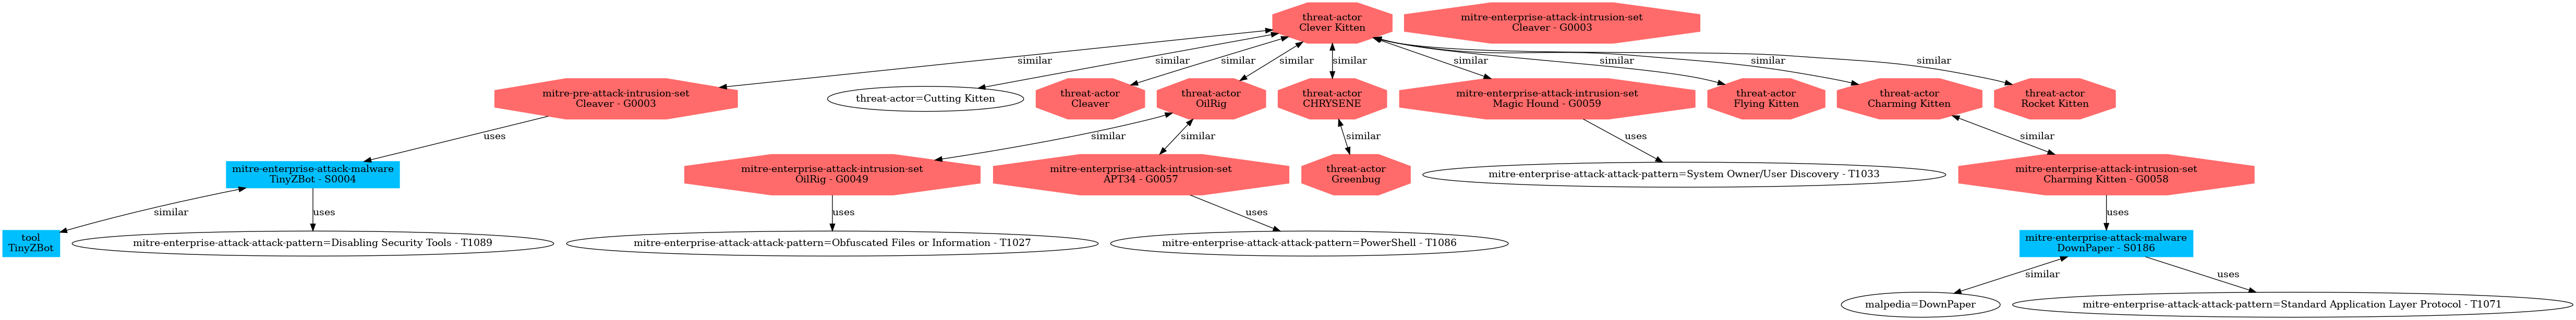 threat-actor
Clever Kitten
mitre-enterprise-attack-intrusion-set
Cleaver - G0003
similar
similar
similar
similar
similar
similar
similar
similar
similar
mitre-pre-attack-intrusion-set
Cleaver - G0003
threat-actor=Cutting Kitten
threat-actor
Cleaver
threat-actor
OilRig
threat-actor
CHRYSENE
mitre-enterprise-attack-intrusion-set
Magic Hound - G0059
threat-actor
Flying Kitten
threat-actor
Charming Kitten
threat-actor
Rocket Kitten
uses
similar
similar
similar
uses
similar
mitre-enterprise-attack-malware
TinyZBot - S0004
mitre-enterprise-attack-intrusion-set
OilRig - G0049
mitre-enterprise-attack-intrusion-set
APT34 - G0057
threat-actor
Greenbug
mitre-enterprise-attack-attack-pattern=System Owner/User Discovery - T1033
mitre-enterprise-attack-intrusion-set
Charming Kitten - G0058
similar
uses
uses
uses
uses
tool
TinyZBot
mitre-enterprise-attack-attack-pattern=Disabling Security Tools - T1089
mitre-enterprise-attack-attack-pattern=Obfuscated Files or Information - T1027
mitre-enterprise-attack-attack-pattern=PowerShell - T1086
mitre-enterprise-attack-malware
DownPaper - S0186
similar
uses
malpedia=DownPaper
mitre-enterprise-attack-attack-pattern=Standard Application Layer Protocol - T1071